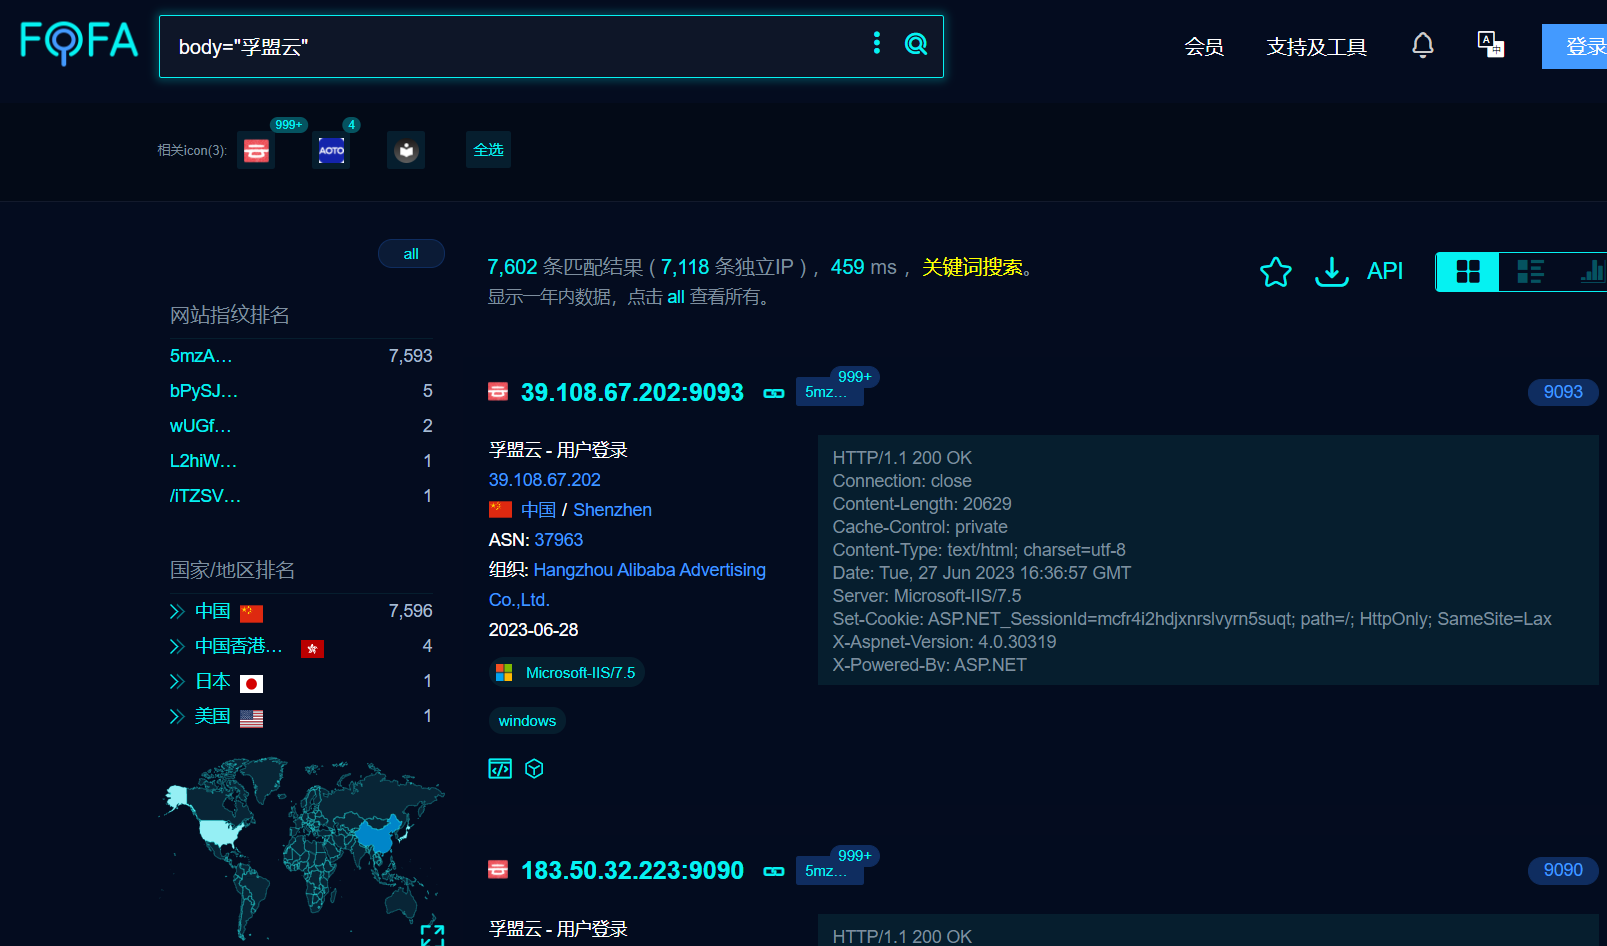 FOFA
body="孚盟云"
会员
支持及工具
A
中
登录
相关icon(3):
999+
AOTO
4
全选
all
7,602 条匹配结果 ( 7,118 条独立IP ) ，459 ms ，关键词搜索。
显示一年内数据，点击 all 查看所有。
API
网站指纹排名
5mzA… 7,593
bPySJ… 5
wUGf… 2
L2hiW… 1
/iTZSV… 1
国家/地区排名
中国 7,596
中国香港… 4
日本 1
美国 1
39.108.67.202:9093
5mz…
999+
9093
孚盟云 - 用户登录
39.108.67.202
中国 / Shenzhen
ASN: 37963
组织: Hangzhou Alibaba Advertising
Co.,Ltd.
2023-06-28
Microsoft-IIS/7.5
windows
HTTP/1.1 200 OK
Connection: close
Content-Length: 20629
Cache-Control: private
Content-Type: text/html; charset=utf-8
Date: Tue, 27 Jun 2023 16:36:57 GMT
Server: Microsoft-IIS/7.5
Set-Cookie: ASP.NET_SessionId=mcfr4i2hdjxnrslvyrn5suqt; path=/; HttpOnly; SameSite=Lax
X-Aspnet-Version: 4.0.30319
X-Powered-By: ASP.NET
183.50.32.223:9090
5mz…
999+
9090
孚盟云 - 用户登录
HTTP/1.1 200 OK